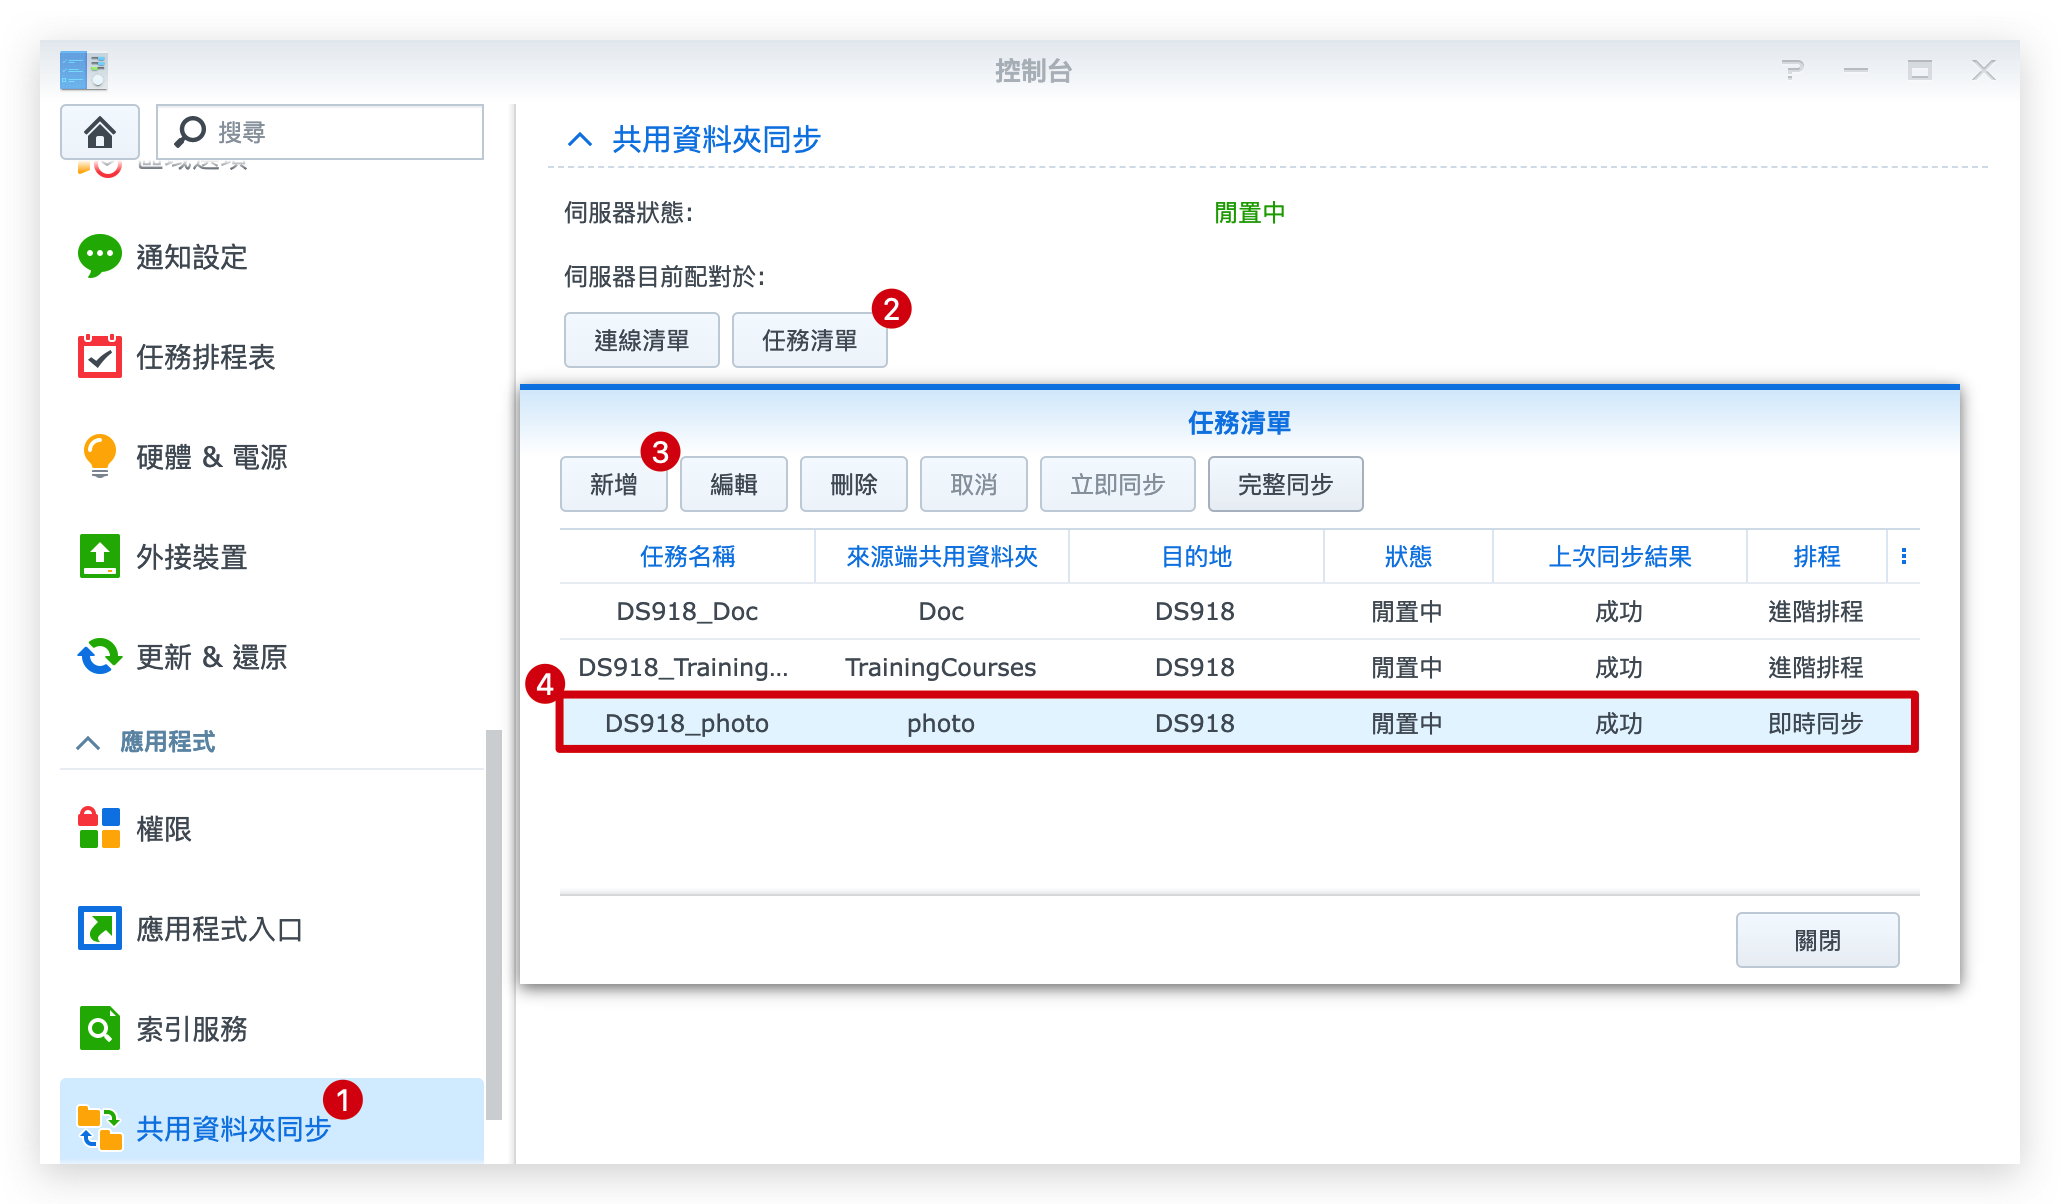 控制台
搜尋
區域選項
通知設定
任務排程表
硬體 & 電源
外接裝置
更新 & 還原
應用程式
權限
應用程式入口
索引服務
共用資料夾同步 1
共用資料夾同步
伺服器狀態: 閒置中
伺服器目前配對於:
連線清單 任務清單 2
任務清單
新增 3 編輯 刪除 取消 立即同步 完整同步
任務名稱 來源端共用資料夾 目的地 狀態 上次同步結果 排程
DS918_Doc Doc DS918 閒置中 成功 進階排程
DS918_Training... TrainingCourses DS918 閒置中 成功 進階排程
4 DS918_photo photo DS918 閒置中 成功 即時同步
關閉